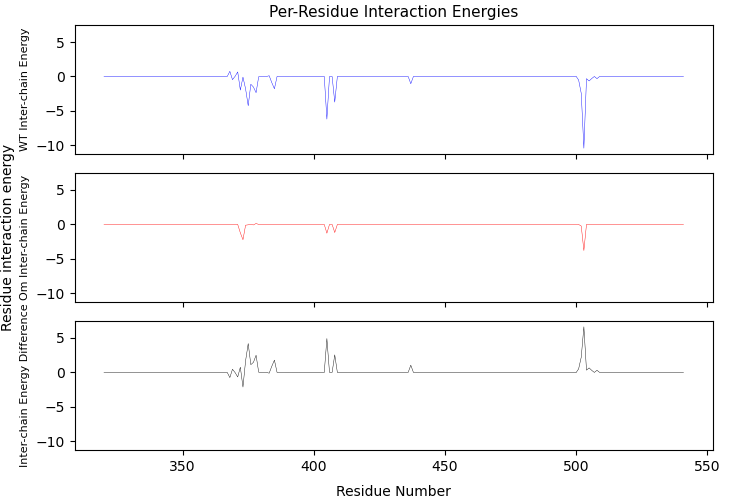 Per-Residue Interaction Energies
Residue interaction energy
WT Inter-chain Energy
5
0
−5
−10
Om Inter-chain Energy
5
0
−5
−10
Inter-chain Energy Difference
5
0
−5
−10
350
400
450
500
550
Residue Number